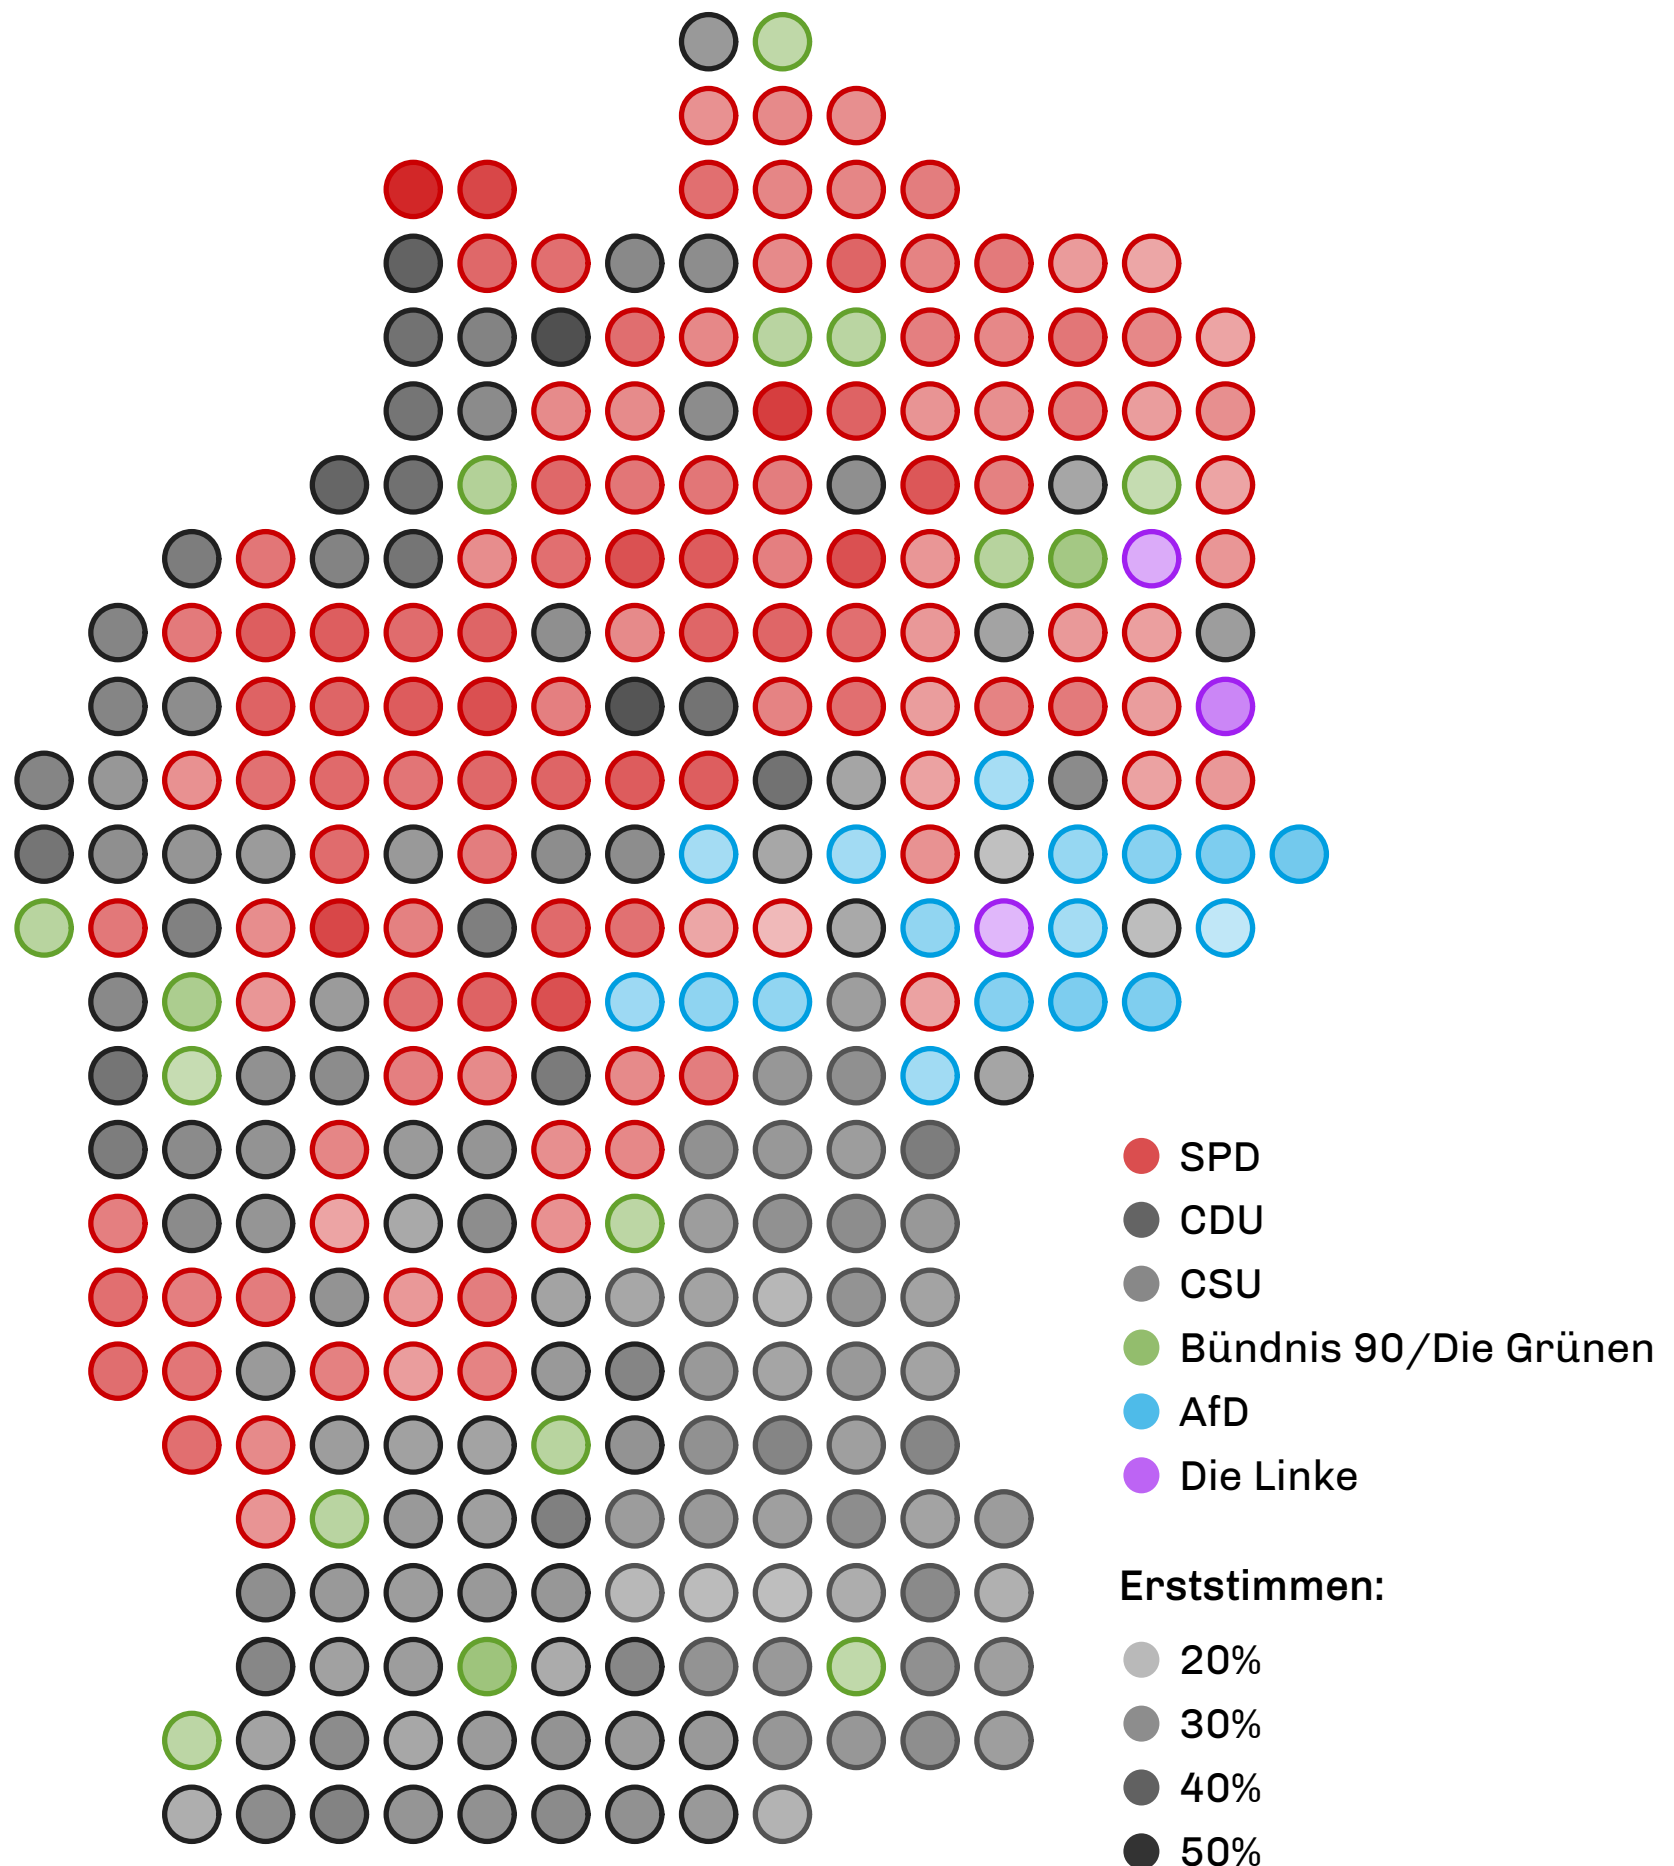 SPD
CDU
CSU
Bündnis 90/Die Grünen
AfD
Die Linke
Erststimmen:
20%
30%
40%
50%